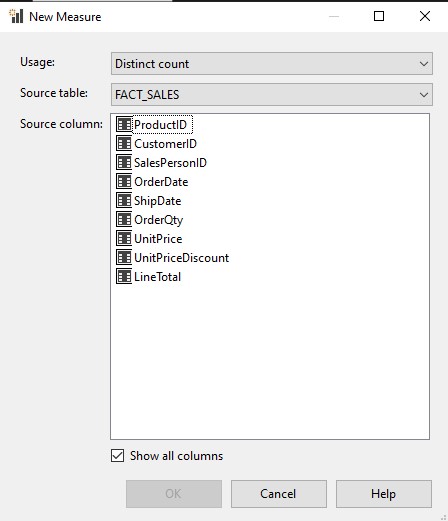 New Measure
Usage: Distinct count
Source table: FACT_SALES
Source column: ProductID
CustomerID
SalesPersonID
OrderDate
ShipDate
OrderQty
UnitPrice
UnitPriceDiscount
LineTotal
Show all columns
OK Cancel Help